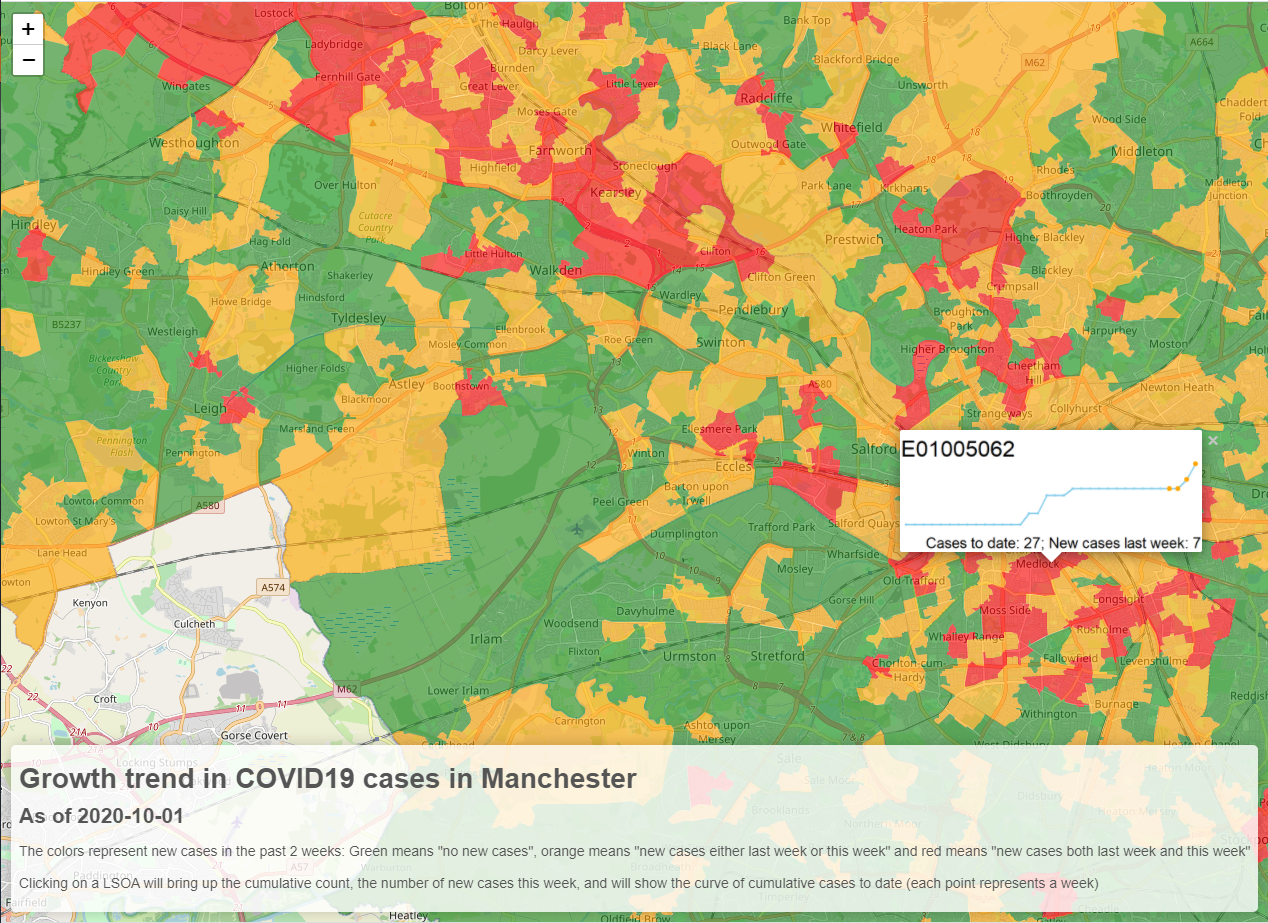 +
−
Lostock
Bolton
The Haulgh
Bank Top
A664
Ladybridge
Darcy Lever
Black Lane
Blackford Bridge
M62
Wingates
Fernhill Gate
Burnden
Great Lever
Little Lever
Radcliffe
Unsworth
Moses Gate
Wood Side
Westhoughton
Farnworth
Outwood Gate
Whitefield
Middleton
Highfield
Stoneclough
Rhodes
Over Hulton
Kearsley
Park Lane
Kirkhams
Boothroyden
Middleton
Junction
Daisy Hill
Cutacre
Country
Park
Hindley
Hag Fold
Clifton
Prestwich
Heaton Park
Higher Blackley
Hindley Green
Atherton
Shakerley
Little Hulton
Walkden
Clifton Green
Blackley
Howe Bridge
Hindsford
Wardley
Crumpsall
B5237
Westleigh
Tyldesley
Ellenbrook
Pendlebury
Broughton
Park
Harpurhey
Mosley Common
Roe Green
Swinton
Moston
Bickershaw
Country
Park
Higher Folds
Higher Broughton
Cheetham
Hill
Astley
Boothstown
A580
Newton Heath
Leigh
Blackmoor
Strangeways
Collyhurst
Marsland Green
Ellesmere Park
Pennington
Flash
Pennington
Winton
Eccles
Salford
E01005062
×
Lowton Common
Barton upon
Irwell
Lowton St Mary's
A580
Peel Green
Trafford Park
Salford Quays
Dumplington
Cases to date: 27; New cases last week: 7
Lane Head
Wharfside
Medlock
Mosley
Old Trafford
A574
Kenyon
Culcheth
Davyhulme
Gorse Hill
Moss Side
Longsight
Woodsend
Rusholme
Irlam
Whalley Range
Flixton
Urmston
Stretford
Chorlton-cum-
Hardy
Fallowfield
Levenshulme
M62
Lower Irlam
Croft
Burnage
Withington
Carrington
Ashton upon
Mersey
Gorse Covert
Cadishead
West Didsbury
Heaton Chapel
Growth trend in COVID19 cases in Manchester
As of 2020-10-01
The colors represent new cases in the past 2 weeks: Green means "no new cases", orange means "new cases either last week or this week" and red means "new cases both last week and this week"
Clicking on a LSOA will bring up the cumulative count, the number of new cases this week, and will show the curve of cumulative cases to date (each point represents a week)
Heatley
Oldfield Brow